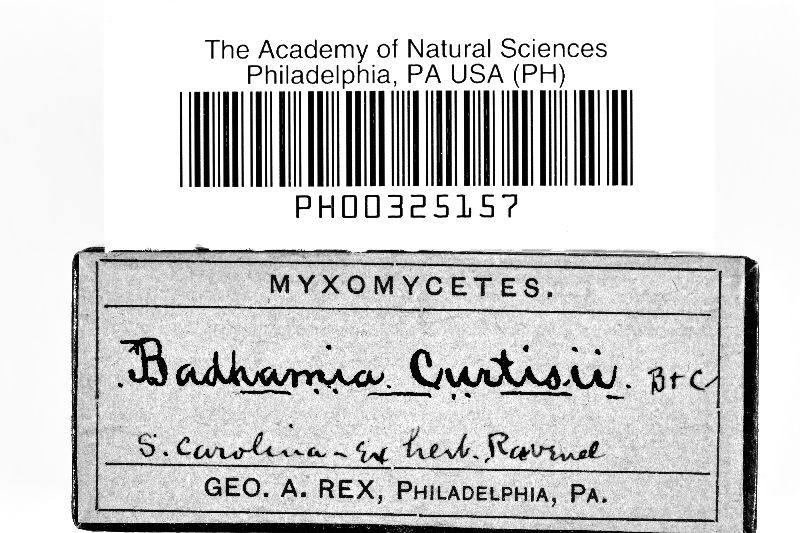 The Academy of Natural Sciences
Philadelphia, PA USA (PH)
PH00325157
MYXOMYCETES.
Badhamia Curtisii. B+C
S. Carolina - Ex herb. Ravenel
GEO. A. REX, PHILADELPHIA, PA.